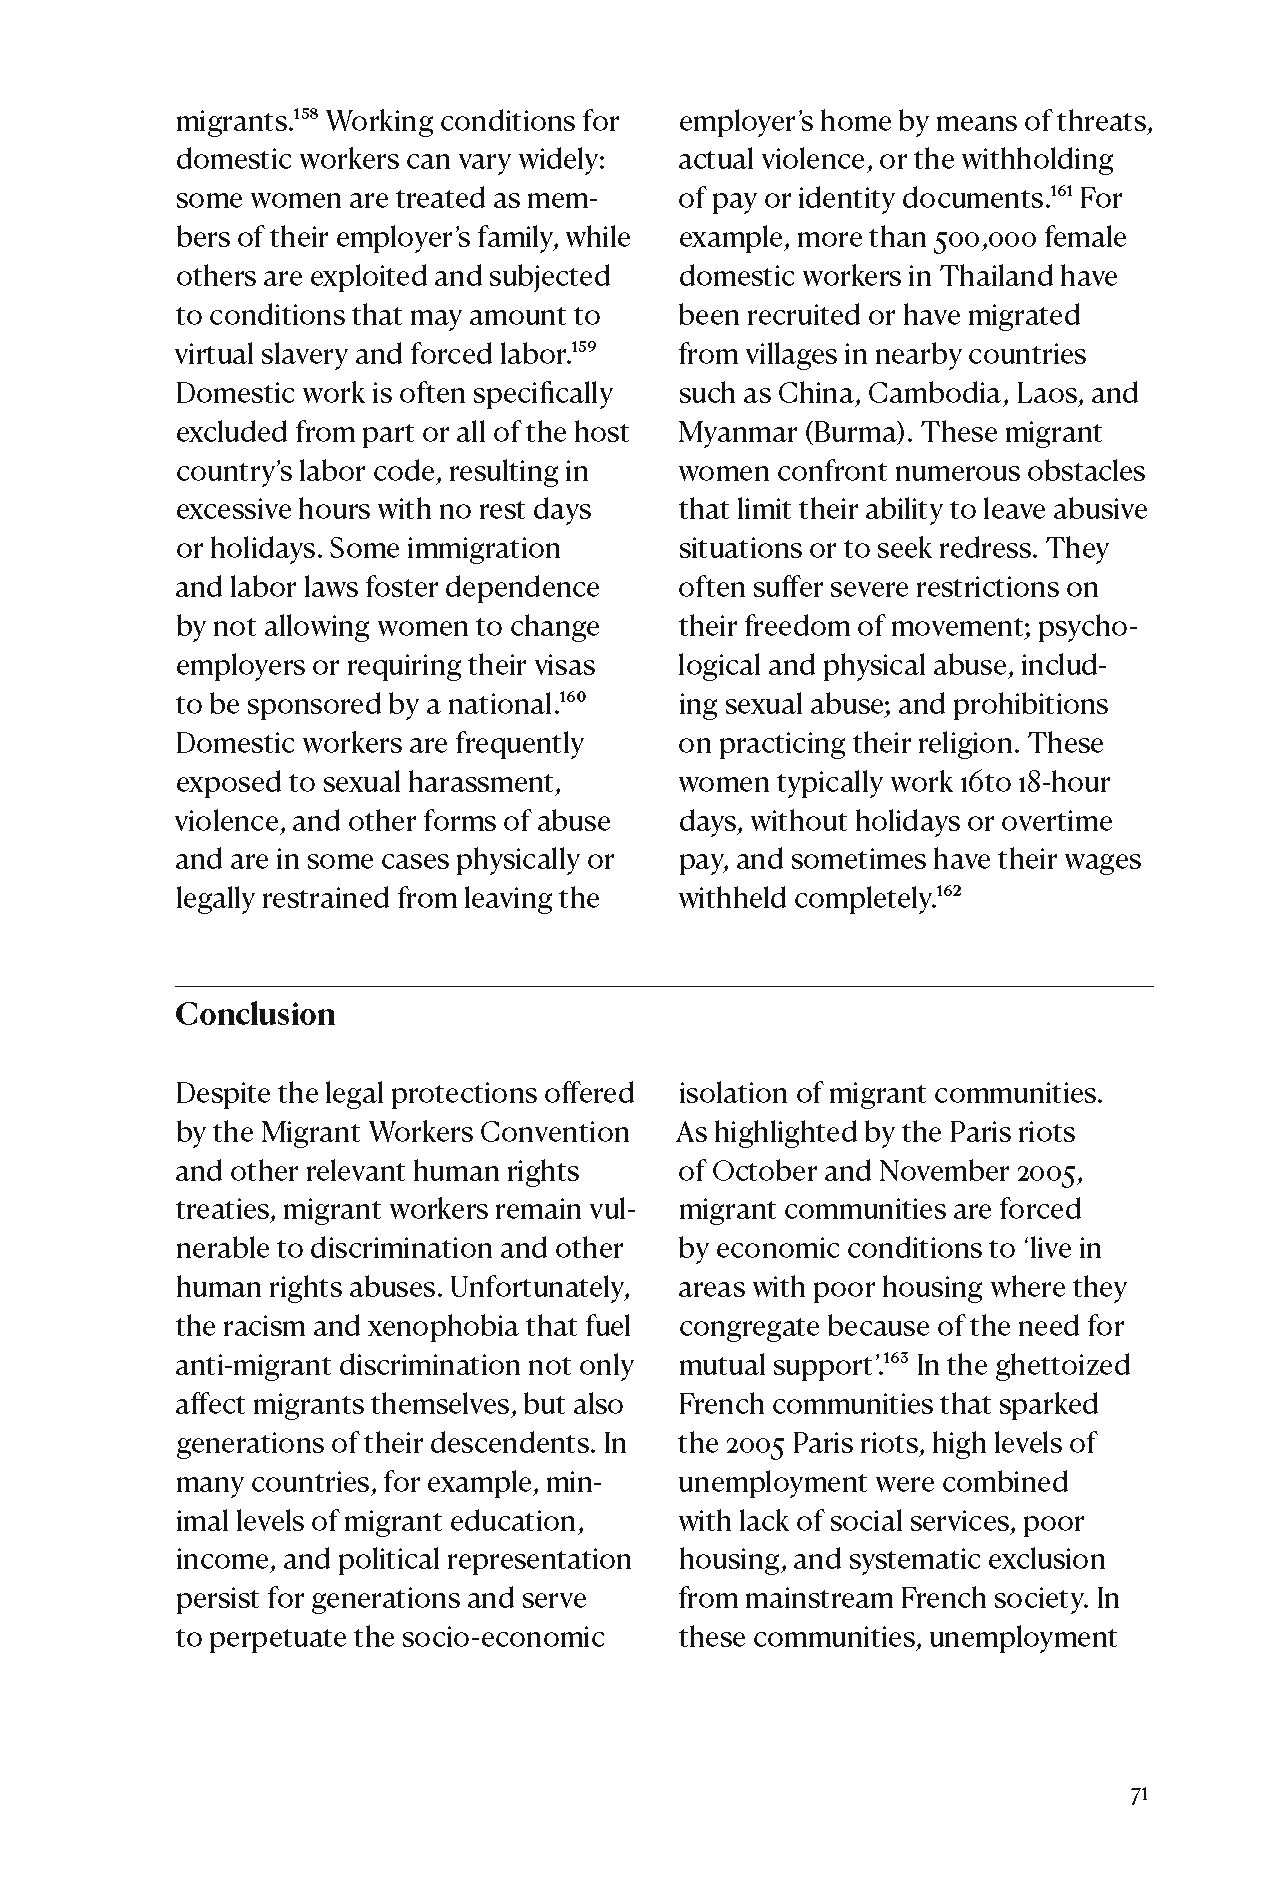 migrants.¹⁵⁸ Working conditions for
domestic workers can vary widely:
some women are treated as mem-
bers of their employer’s family, while
others are exploited and subjected
to conditions that may amount to
virtual slavery and forced labor.¹⁵⁹
Domestic work is often specifically
excluded from part or all of the host
country’s labor code, resulting in
excessive hours with no rest days
or holidays. Some immigration
and labor laws foster dependence
by not allowing women to change
employers or requiring their visas
to be sponsored by a national.¹⁶⁰
Domestic workers are frequently
exposed to sexual harassment,
violence, and other forms of abuse
and are in some cases physically or
legally restrained from leaving the
employer’s home by means of threats,
actual violence, or the withholding
of pay or identity documents.¹⁶¹ For
example, more than 500,000 female
domestic workers in Thailand have
been recruited or have migrated
from villages in nearby countries
such as China, Cambodia, Laos, and
Myanmar (Burma). These migrant
women confront numerous obstacles
that limit their ability to leave abusive
situations or to seek redress. They
often suffer severe restrictions on
their freedom of movement; psycho-
logical and physical abuse, includ-
ing sexual abuse; and prohibitions
on practicing their religion. These
women typically work 16to 18-hour
days, without holidays or overtime
pay, and sometimes have their wages
withheld completely.¹⁶²
Conclusion
Despite the legal protections offered
by the Migrant Workers Convention
and other relevant human rights
treaties, migrant workers remain vul-
nerable to discrimination and other
human rights abuses. Unfortunately,
the racism and xenophobia that fuel
anti-migrant discrimination not only
affect migrants themselves, but also
generations of their descendents. In
many countries, for example, min-
imal levels of migrant education,
income, and political representation
persist for generations and serve
to perpetuate the socio-economic
isolation of migrant communities.
As highlighted by the Paris riots
of October and November 2005,
migrant communities are forced
by economic conditions to ‘live in
areas with poor housing where they
congregate because of the need for
mutual support’.¹⁶³ In the ghettoized
French communities that sparked
the 2005 Paris riots, high levels of
unemployment were combined
with lack of social services, poor
housing, and systematic exclusion
from mainstream French society. In
these communities, unemployment
71